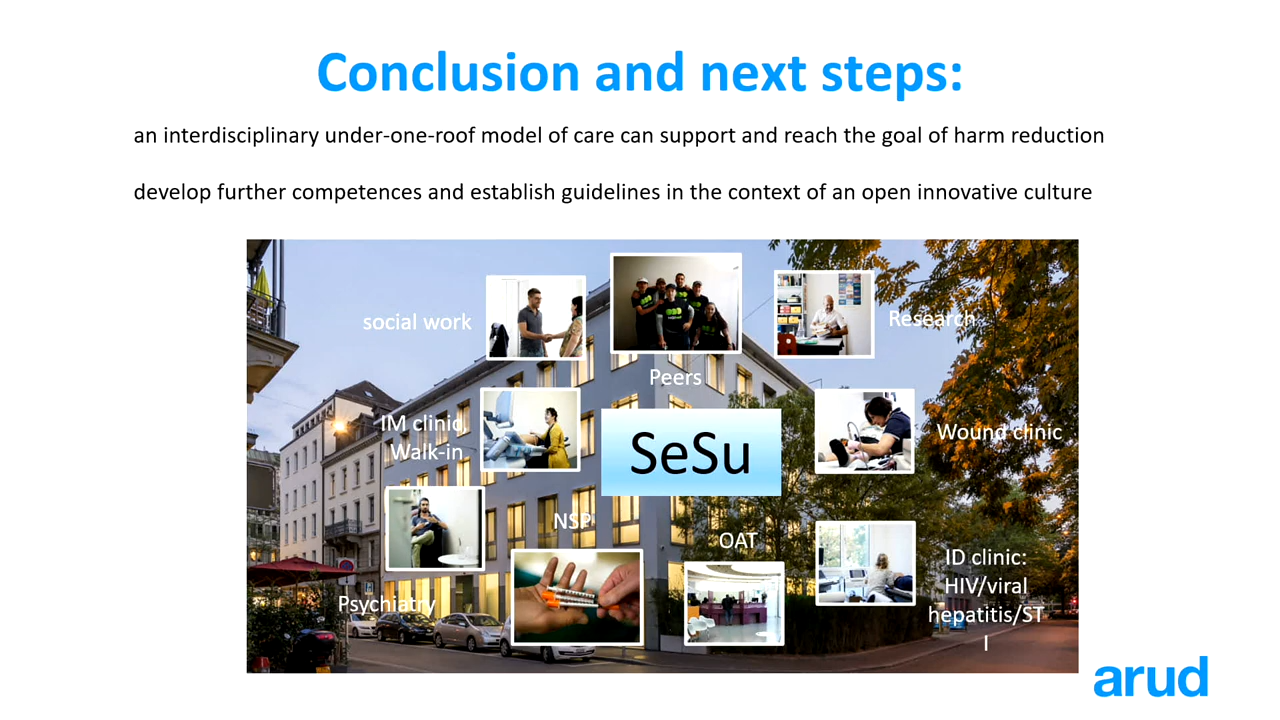 Conclusion and next steps:
an interdisciplinary under-one-roof model of care can support and reach the goal of harm reduction
develop further competences and establish guidelines in the context of an open innovative culture
social work
Peers
Research
IM clinic,
Walk-in
SeSu
Wound clinic
NSP
OAT
Psychiatry
ID clinic:
HIV/viral
hepatitis/ST
I
arud